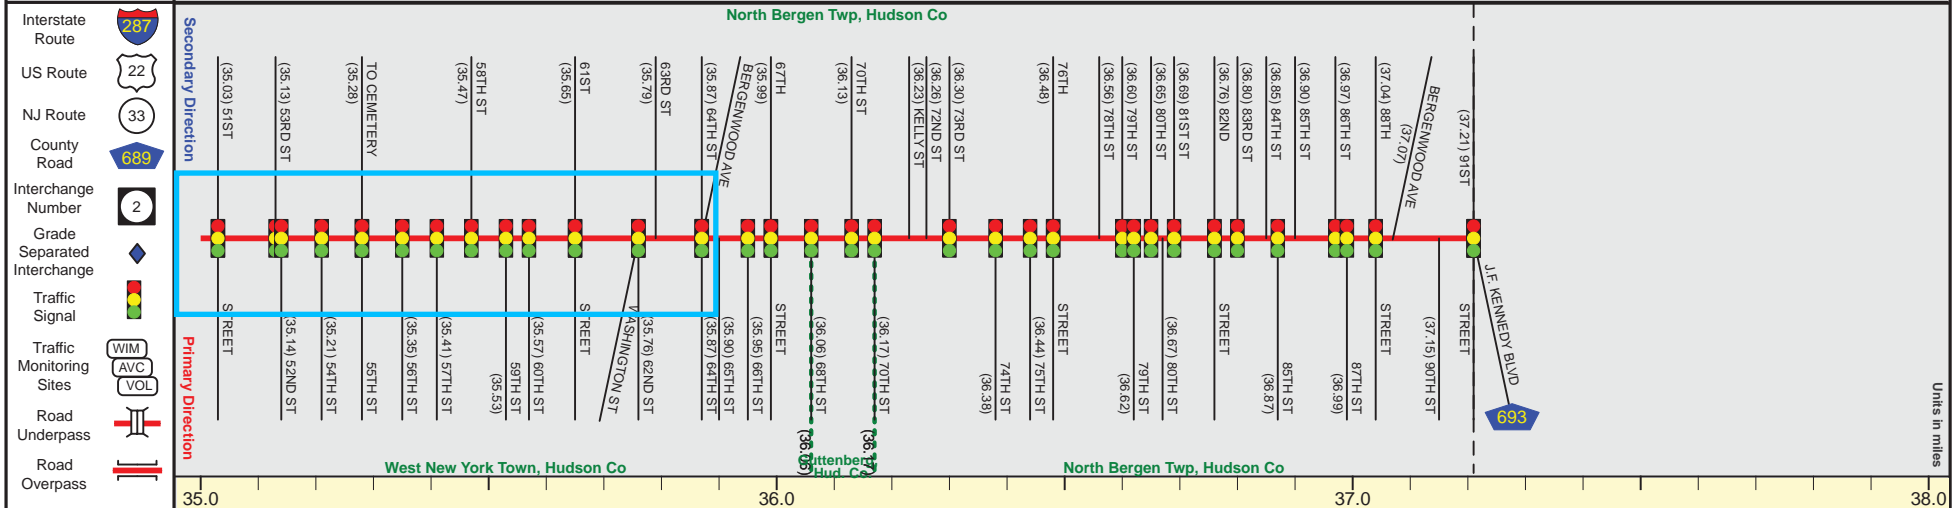 Interstate
Route
287
US Route
22
NJ Route
33
County
Road
689
Interchange
Number
2
Grade
Separated
Interchange
Traffic
Signal
Traffic
Monitoring
Sites
WIM
AVC
VOL
Road
Underpass
Road
Overpass
Secondary Direction
Primary Direction
North Bergen Twp, Hudson Co
(35.03) 51ST
(35.13) 53RD ST
TO CEMETERY
(35.28)
58TH ST
(35.47)
61ST
(35.65)
63RD ST
(35.79)
(35.87) 64TH ST
BERGENWOOD AVE
67TH
(35.99)
70TH ST
(36.13)
(36.23) KELLY ST
(36.26) 72ND ST
(36.30) 73RD ST
76TH
(36.48)
(36.56) 78TH ST
(36.60) 79TH ST
(36.65) 80TH ST
(36.69) 81ST ST
(36.76) 82ND
(36.80) 83RD ST
(36.85) 84TH ST
(36.90) 85TH ST
(36.97) 86TH ST
(37.04) 88TH
BERGENWOOD AVE
(37.07)
(37.21) 91ST
STREET
(35.14) 52ND ST
(35.21) 54TH ST
55TH ST
(35.35) 56TH ST
(35.41) 57TH ST
59TH ST
(35.53)
(35.57) 60TH ST
STREET
WASHINGTON ST
(35.76) 62ND ST
(35.87) 64TH ST
(35.90) 65TH ST
(35.95) 66TH ST
STREET
(36.06) 68TH ST
(36.17) 70TH ST
74TH ST
(36.38)
(36.44) 75TH ST
STREET
79TH ST
(36.62)
(36.67) 80TH ST
STREET
85TH ST
(36.87)
87TH ST
(36.99)
STREET
(37.15) 90TH ST
STREET
J.F. KENNEDY BLVD
693
Units in miles
(36.06)
(36.17)
West New York Town, Hudson Co
Guttenberg
Hud. Co
North Bergen Twp, Hudson Co
35.0
36.0
37.0
38.0